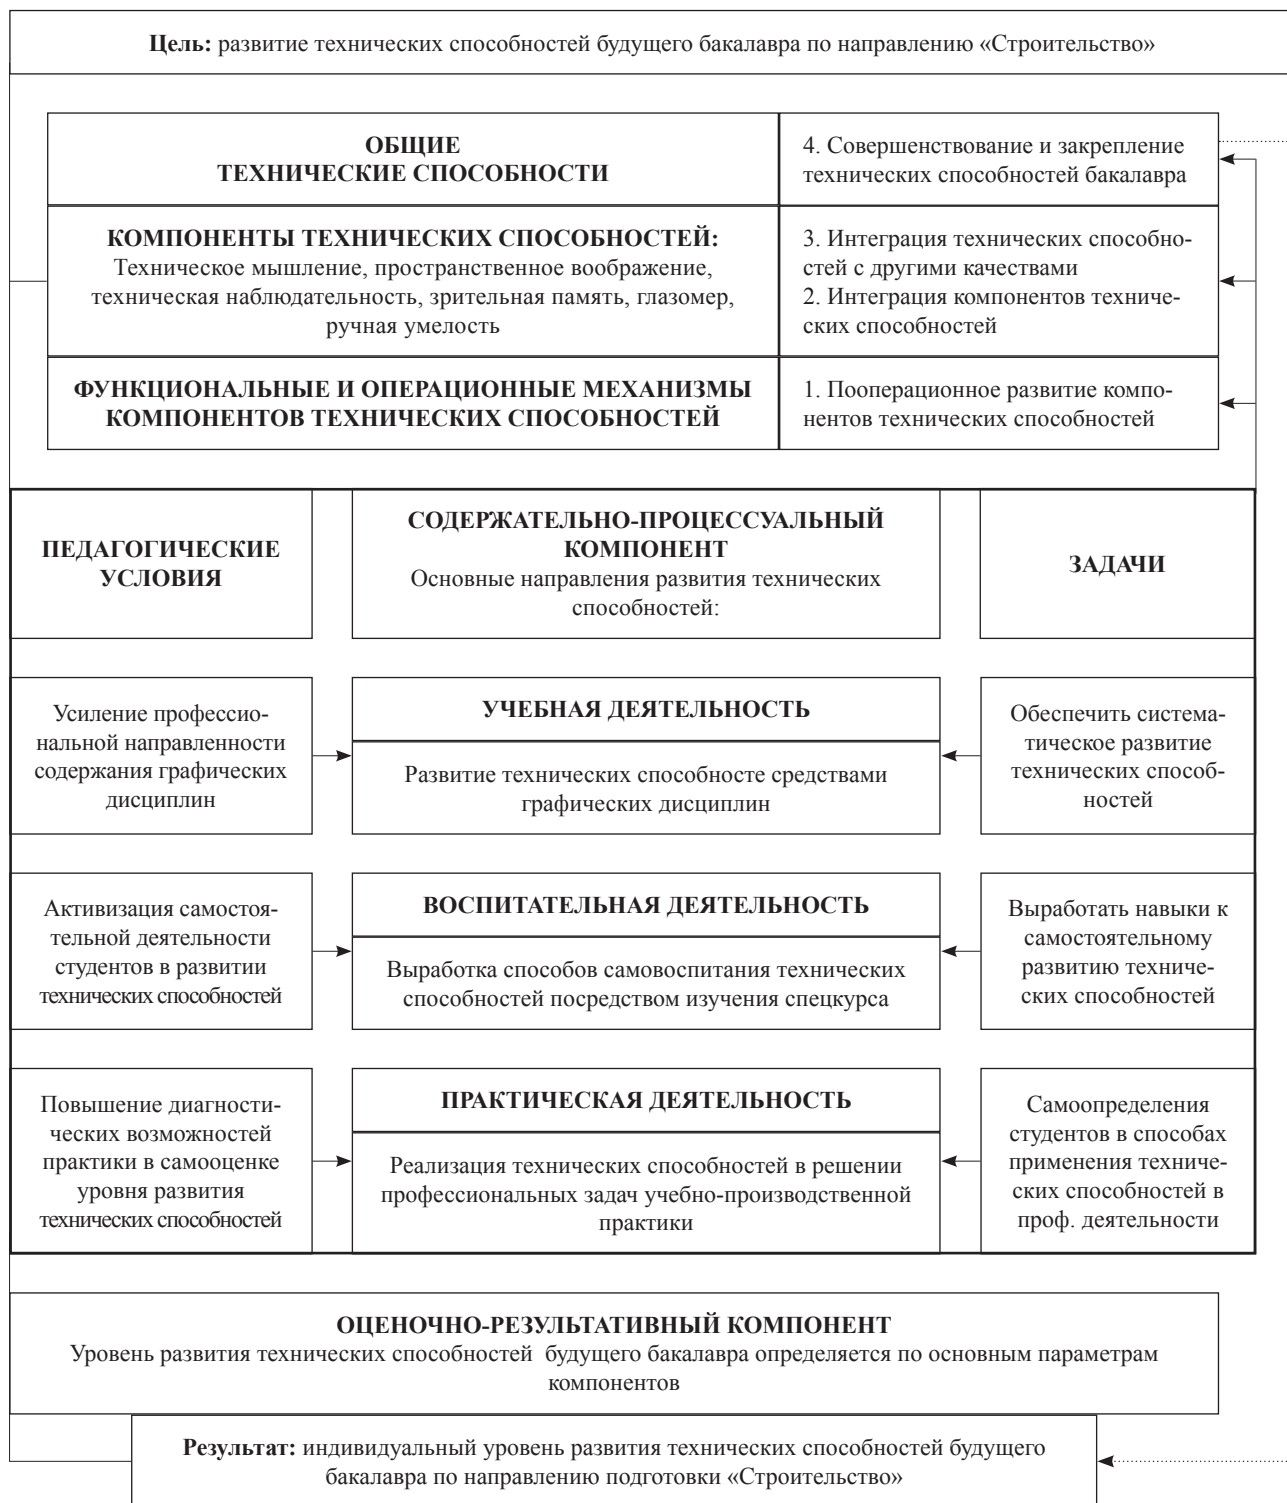 Цель: развитие технических способностей будущего бакалавра по направлению «Строительство»
ОБЩИЕ
ТЕХНИЧЕСКИЕ СПОСОБНОСТИ
4. Совершенствование и закрепление
технических способностей бакалавра
КОМПОНЕНТЫ ТЕХНИЧЕСКИХ СПОСОБНОСТЕЙ:
Техническое мышление, пространственное воображение,
техническая наблюдательность, зрительная память, глазомер,
ручная умелость
3. Интеграция технических способно-
стей с другими качествами
2. Интеграция компонентов техниче-
ских способностей
ФУНКЦИОНАЛЬНЫЕ И ОПЕРАЦИОННЫЕ МЕХАНИЗМЫ
КОМПОНЕНТОВ ТЕХНИЧЕСКИХ СПОСОБНОСТЕЙ
1. Пооперационное развитие компо-
нентов технических способностей
ПЕДАГОГИЧЕСКИЕ
УСЛОВИЯ
СОДЕРЖАТЕЛЬНО-ПРОЦЕССУАЛЬНЫЙ
КОМПОНЕНТ
Основные направления развития технических
способностей:
ЗАДАЧИ
Усиление профессио-
нальной направленности
содержания графических
дисциплин
УЧЕБНАЯ ДЕЯТЕЛЬНОСТЬ
Развитие технических способносте средствами
графических дисциплин
Обеспечить система-
тическое развитие
технических способ-
ностей
Активизация самостоя-
тельной деятельности
студентов в развитии
технических способностей
ВОСПИТАТЕЛЬНАЯ ДЕЯТЕЛЬНОСТЬ
Выработка способов самовоспитания технических
способностей посредством изучения спецкурса
Выработать навыки к
самостоятельному
развитию техниче-
ских способностей
Повышение диагности-
ческих возможностей
практики в самооценке
уровня развития
технических способностей
ПРАКТИЧЕСКАЯ ДЕЯТЕЛЬНОСТЬ
Реализация технических способностей в решении
профессиональных задач учебно-производственной
практики
Самоопределения
студентов в способах
применения техниче-
ских способностей в
проф. деятельности
ОЦЕНОЧНО-РЕЗУЛЬТАТИВНЫЙ КОМПОНЕНТ
Уровень развития технических способностей будущего бакалавра определяется по основным параметрам
компонентов
Результат: индивидуальный уровень развития технических способностей будущего
бакалавра по направлению подготовки «Строительство»